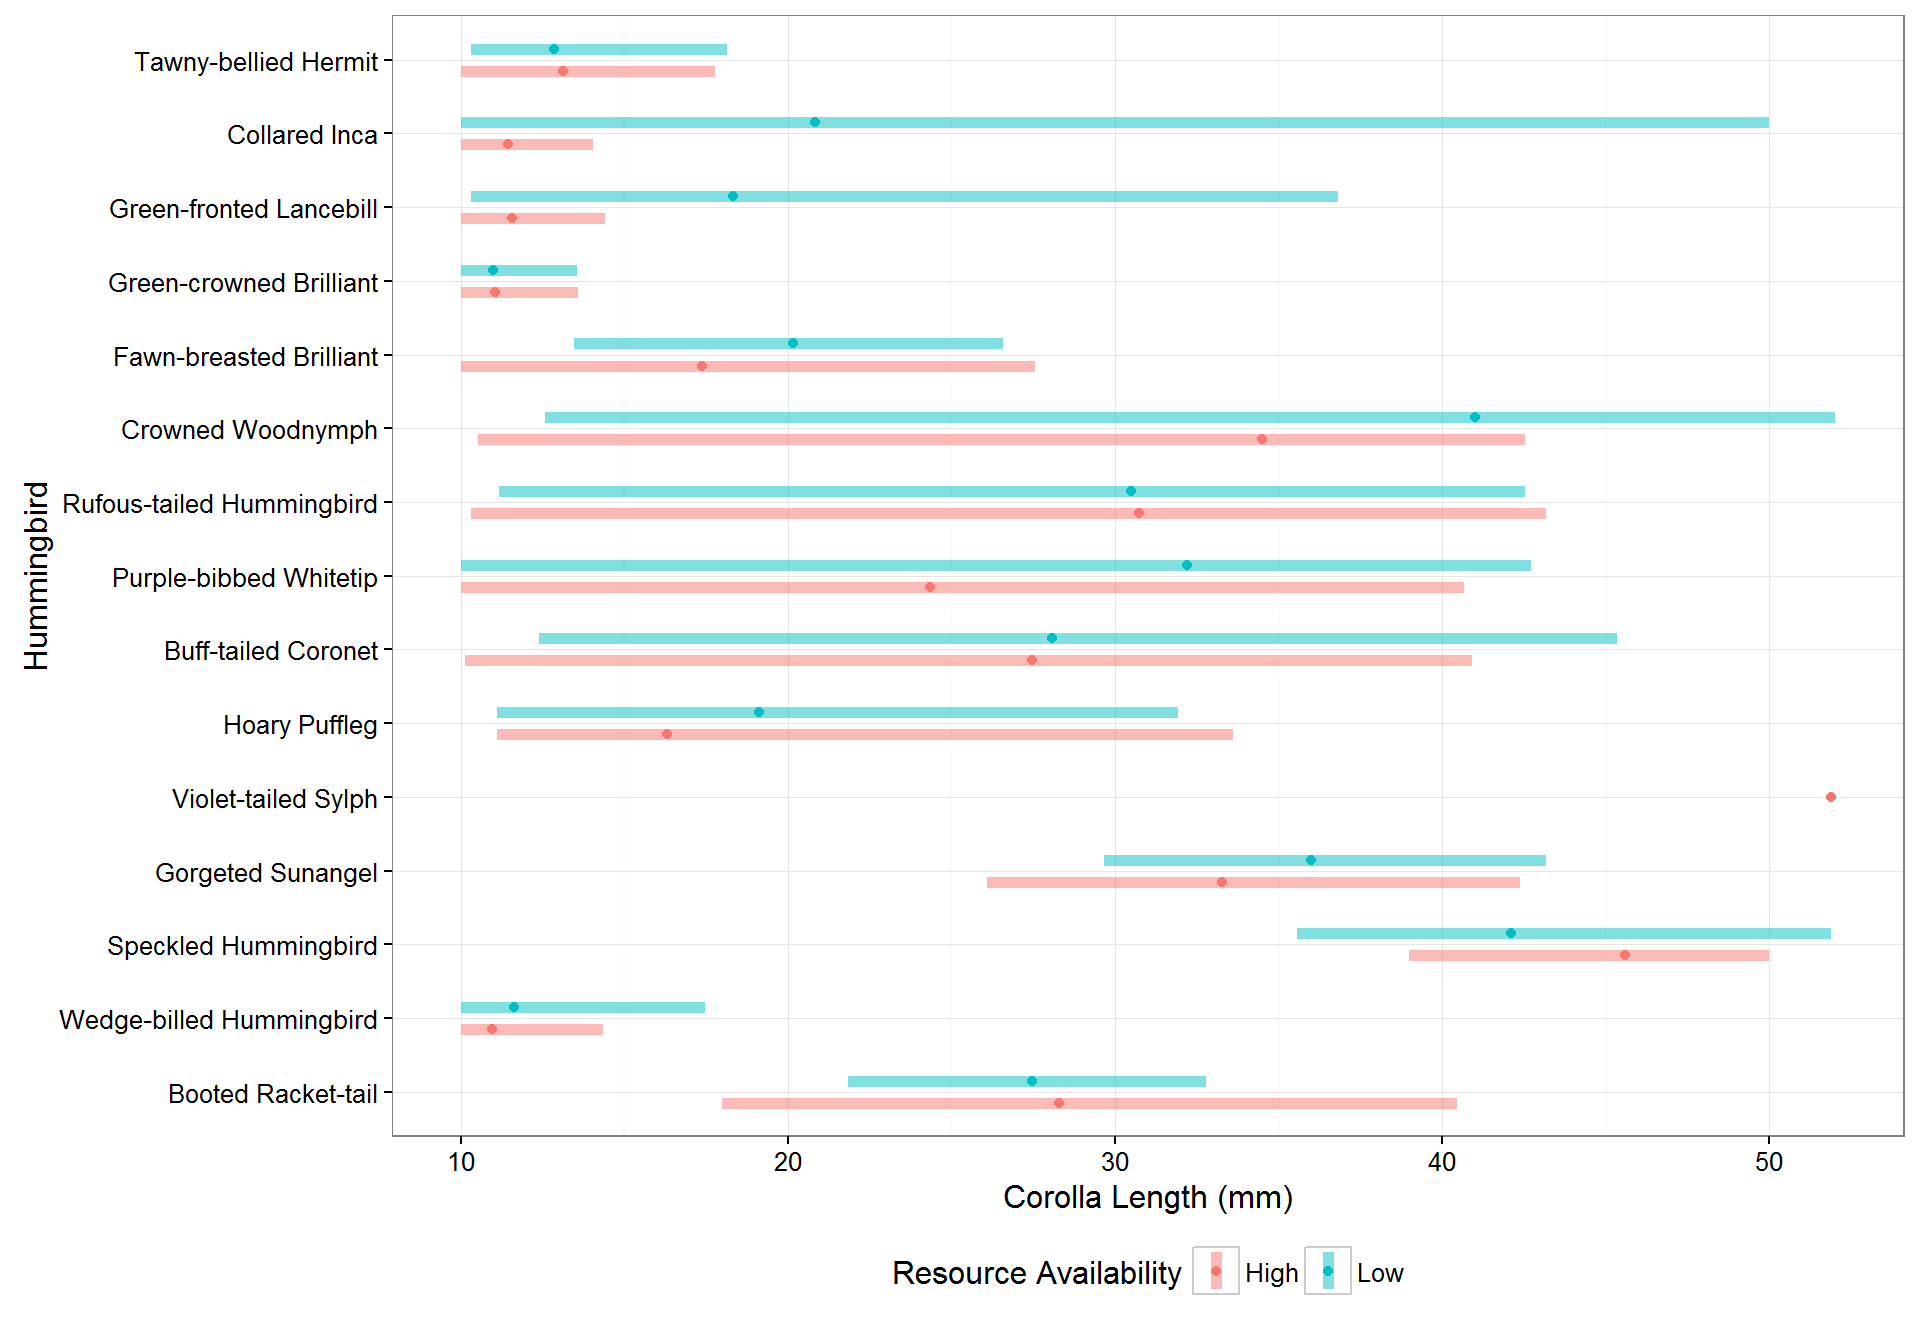 Tawny-bellied Hermit
Collared Inca
Green-fronted Lancebill
Green-crowned Brilliant
Fawn-breasted Brilliant
Crowned Woodnymph
Rufous-tailed Hummingbird
Purple-bibbed Whitetip
Buff-tailed Coronet
Hoary Puffleg
Violet-tailed Sylph
Gorgeted Sunangel
Speckled Hummingbird
Wedge-billed Hummingbird
Booted Racket-tail
Hummingbird
10 20 30 40 50
Corolla Length (mm)
Resource Availability High Low